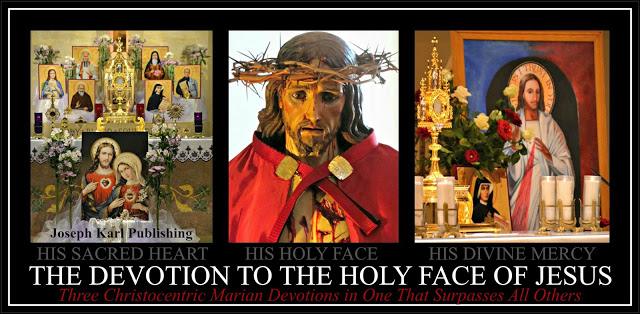 Joseph Karl Publishing
HIS SACRED HEART HIS HOLY FACE HIS DIVINE MERCY
THE DEVOTION TO THE HOLY FACE OF JESUS
Three Christocentric Marian Devotions in One That Surpasses All Others